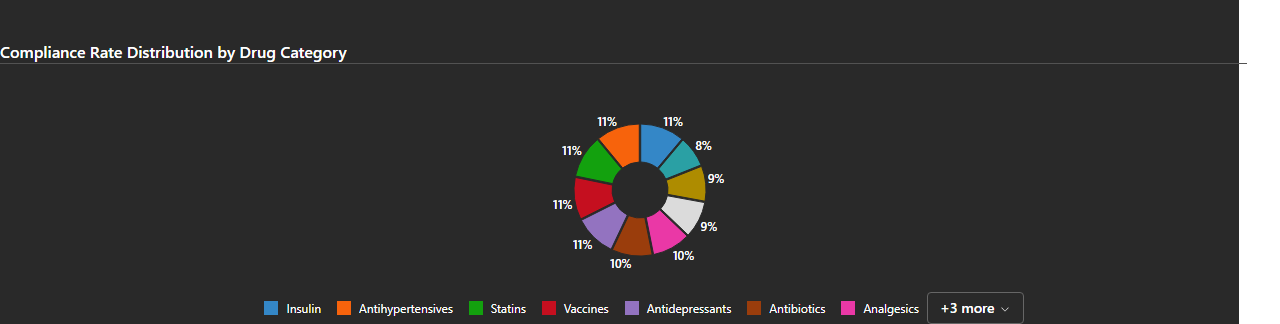 Compliance Rate Distribution by Drug Category
11% 11%
11% 8%
11% 9%
11% 9%
10% 10%
Insulin Antihypertensives Statins Vaccines Antidepressants Antibiotics Analgesics +3 more